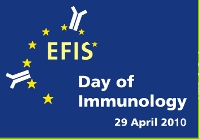 EFIS
Day of
Immunology
29 April 2010